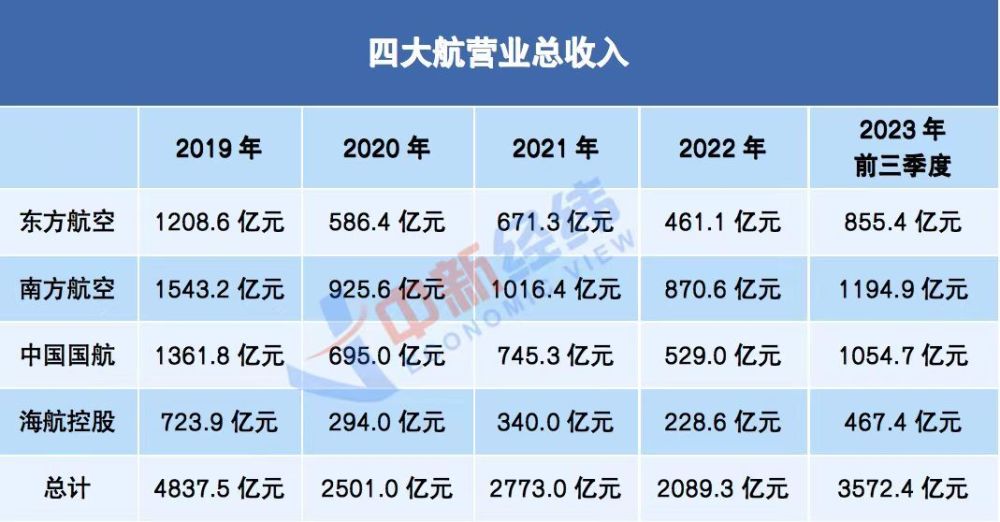 四大航营业总收入
2019 年 2020 年 2021 年 2022 年 2023 年
前三季度
东方航空 1208.6 亿元 586.4 亿元 671.3 亿元 461.1 亿元 855.4 亿元
南方航空 1543.2 亿元 925.6 亿元 1016.4 亿元 870.6 亿元 1194.9 亿元
中国国航 1361.8 亿元 695.0 亿元 745.3 亿元 529.0 亿元 1054.7 亿元
海航控股 723.9 亿元 294.0 亿元 340.0 亿元 228.6 亿元 467.4 亿元
总计 4837.5 亿元 2501.0 亿元 2773.0 亿元 2089.3 亿元 3572.4 亿元
中新经纬
ECONOMIC VIEW